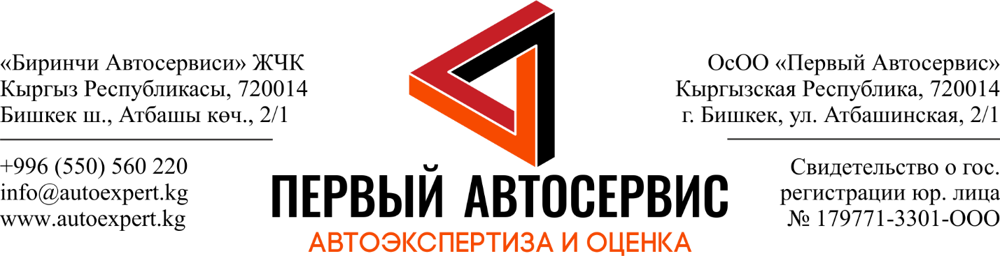 «Биринчи Автосервиси» ЖЧК
Кыргыз Республикасы, 720014
Бишкек ш., Атбашы көч., 2/1
+996 (550) 560 220
info@autoexpert.kg
www.autoexpert.kg
ПЕРВЫЙ АВТОСЕРВИС
АВТОЭКСПЕРТИЗА И ОЦЕНКА
ОсОО «Первый Автосервис»
Кыргызская Республика, 720014
г. Бишкек, ул. Атбашинская, 2/1
Свидетельство о гос.
регистрации юр. лица
№ 179771-3301-ООО